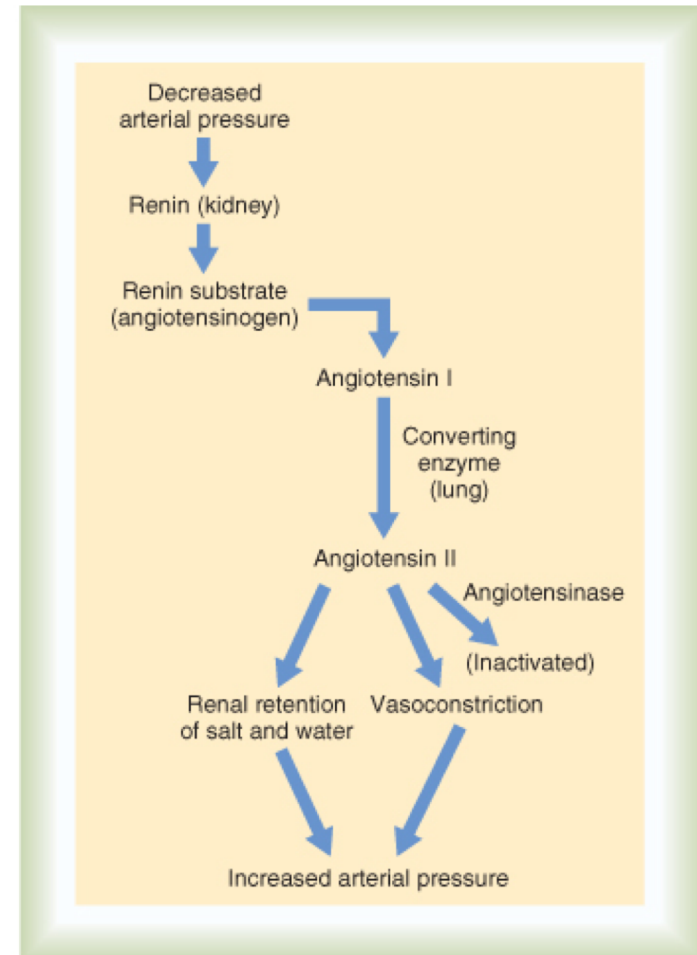 Decreased
arterial pressure
Renin (kidney)
Renin substrate
(angiotensinogen)
Angiotensin I
Converting
enzyme
(lung)
Angiotensin II
Angiotensinase
(Inactivated)
Renal retention
of salt and water
Vasoconstriction
Increased arterial pressure